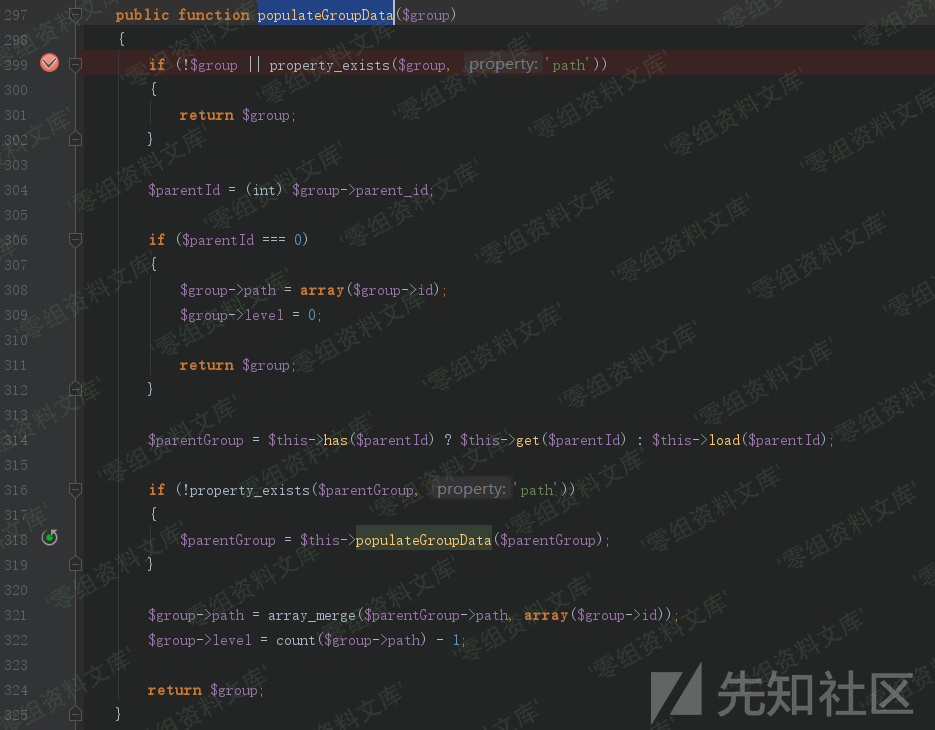 297 public function populateGroupData($group)
298 {
299 if (!$group || property_exists($group, property: 'path'))
300 {
301 return $group;
302 }
303
304 $parentId = (int) $group->parent_id;
305
306 if ($parentId === 0)
307 {
308 $group->path = array($group->id);
309 $group->level = 0;
310
311 return $group;
312 }
313
314 $parentGroup = $this->has($parentId) ? $this->get($parentId) : $this->load($parentId);
315
316 if (!property_exists($parentGroup, property: 'path'))
317 {
318 $parentGroup = $this->populateGroupData($parentGroup);
319 }
320
321 $group->path = array_merge($parentGroup->path, array($group->id));
322 $group->level = count($group->path) - 1;
323
324 return $group;
325 }
'零组资料文库'
先知社区